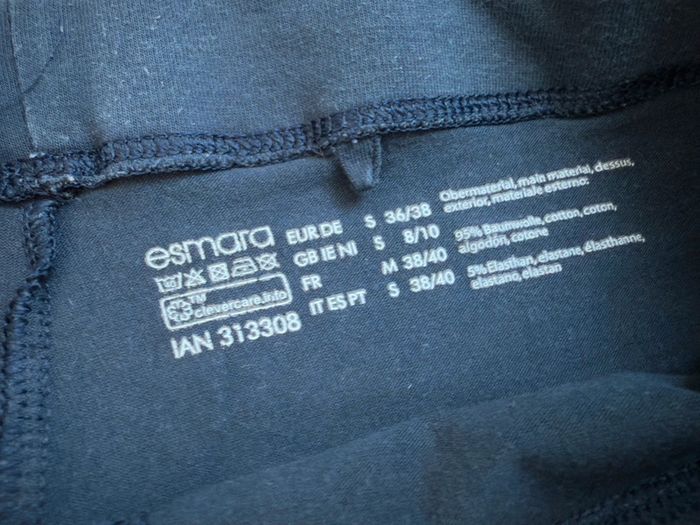 esmara
TM
clevercare.info
IAN 313308
EUR DE S 36/38
GB IE NI S 8/10
FR M 38/40
IT ES PT S 38/40
Obermaterial, main material, dessus,
exterior, materiale esterno:
95% Baumwolle, cotton, coton,
algodón, cotone
5% Elasthan, elastane, élasthanne,
elastano, elastan